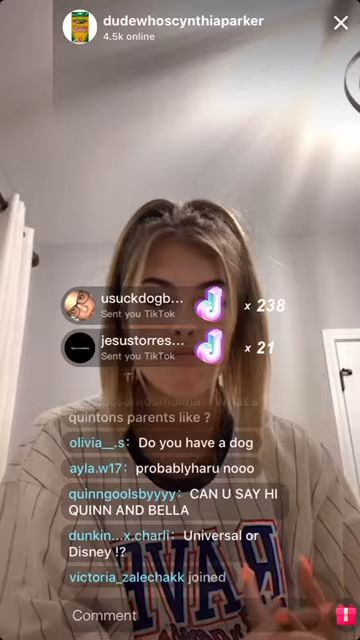 dudewhoscynthiaparker
4.5k online
usuckdogb...
Sent you TikTok
x 238
jesustorres...
Sent you TikTok
x 21
What's
quintons parents like ?
olivia__.s: Do you have a dog
ayla.w17: probablyharu nooo
quinngoolsbyyyy: CAN U SAY HI
QUINN AND BELLA
dunkin...x.charli: Universal or
Disney !?
victoria_zalechakk joined
Comment